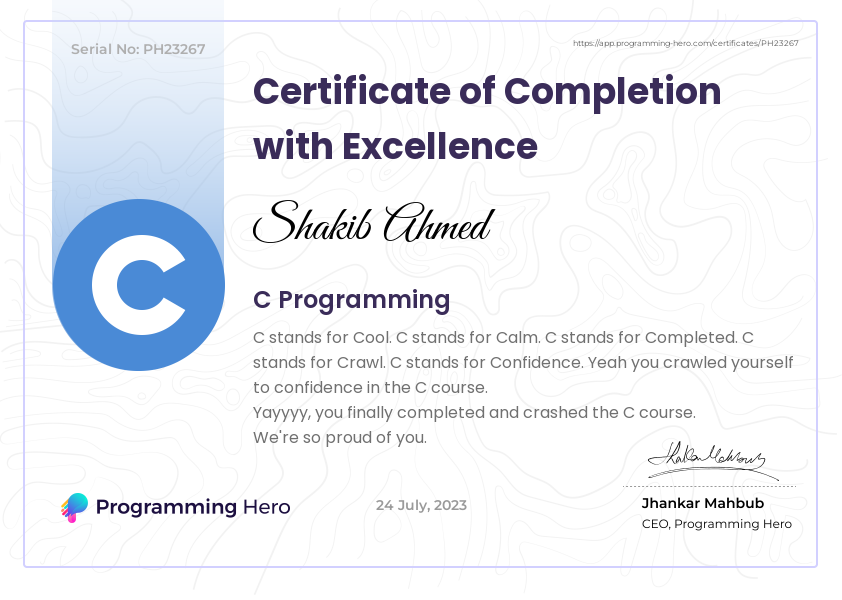 Serial No: PH23267
https://app.programming-hero.com/certificates/PH23267
Certificate of Completion
with Excellence
Shakib Ahmed
C
C Programming
C stands for Cool. C stands for Calm. C stands for Completed. C
stands for Crawl. C stands for Confidence. Yeah you crawled yourself
to confidence in the C course.
Yayyyy, you finally completed and crashed the C course.
We're so proud of you.
Jhankar Mahbub
Programming Hero
24 July, 2023
Jhankar Mahbub
CEO, Programming Hero